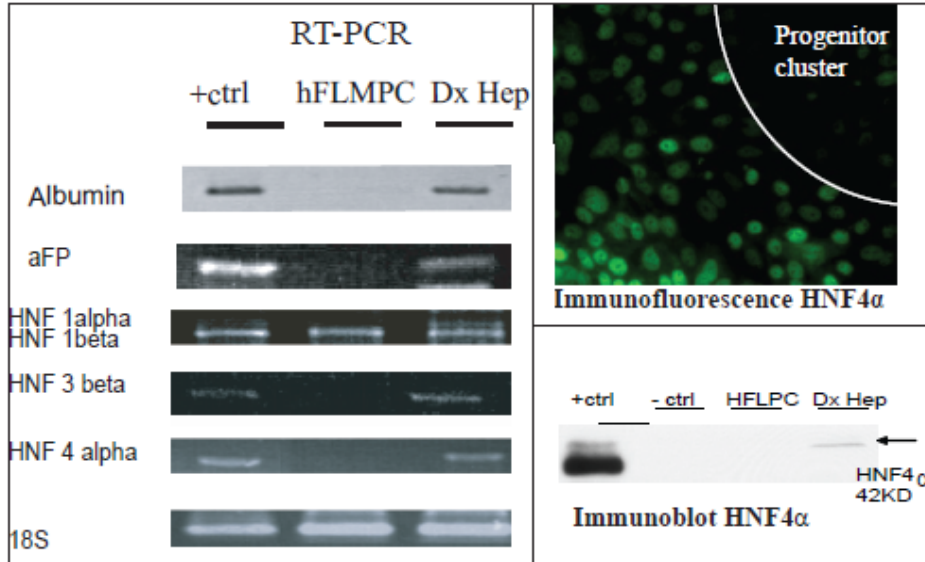 RT-PCR
+ctrl hFLMPC Dx Hep
Albumin
aFP
HNF 1alpha
HNF 1beta
HNF 3 beta
HNF 4 alpha
18S
Progenitor
cluster
Immunofluorescence HNF4α
+ctrl - ctrl HFLPC Dx Hep
HNF4α
42KD
Immunoblot HNF4α